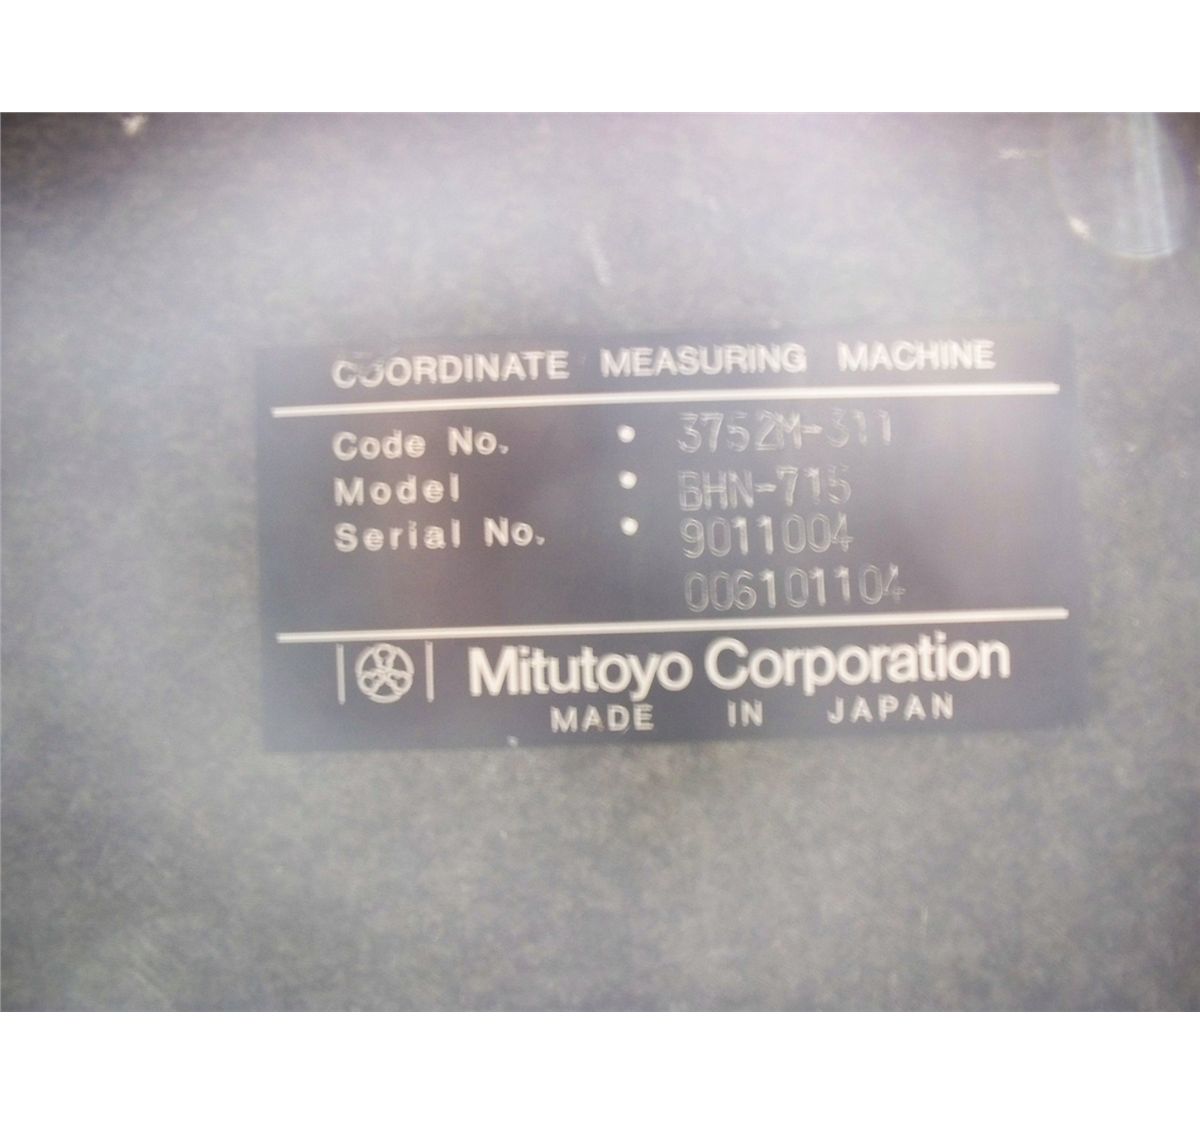 COORDINATE MEASURING MACHINE
Code No. • 3752M-311
Model • BHN-715
Serial No. • 9011004
006101104
Mitutoyo Corporation
MADE IN JAPAN